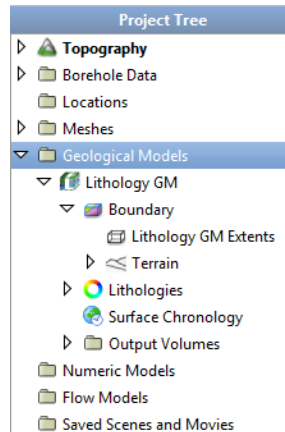 Project Tree
Topography
Borehole Data
Locations
Meshes
Geological Models
Lithology GM
Boundary
Lithology GM Extents
Terrain
Lithologies
Surface Chronology
Output Volumes
Numeric Models
Flow Models
Saved Scenes and Movies